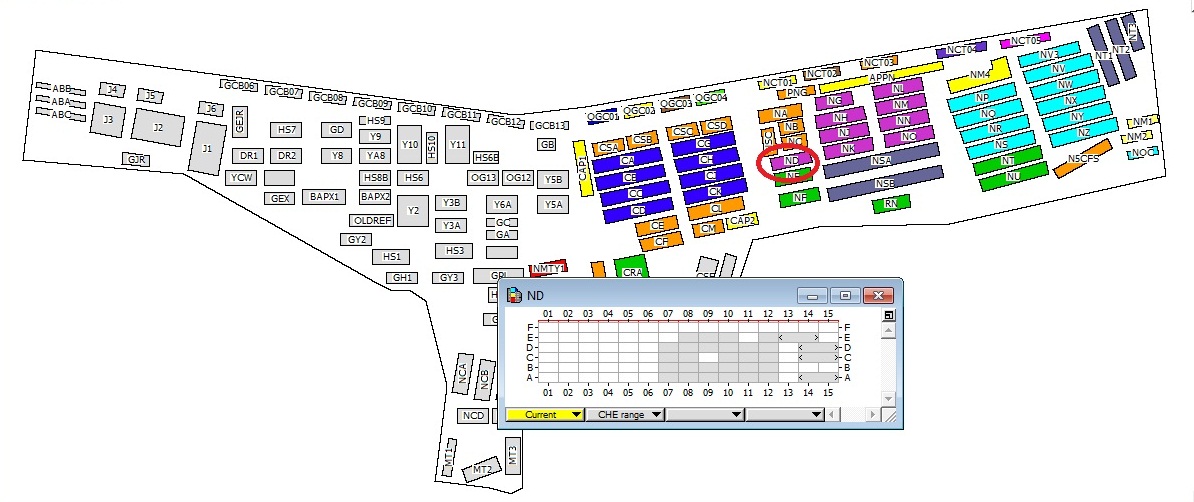 ABB
ABA
ABC
J4
J5
J3
J2
J6
J1
GJR
GCB06
GCB07
GCB08
GCB09
GCB10
GCB11
GCB12
GCB13
GEJR
HS7
GD
HS9
Y9
Y10
HS10
Y11
HS6B
GB
DR1
DR2
Y8
YA8
YCW
HS8B
HS6
OG13
OG12
Y5B
GEX
BAPX1
BAPX2
Y2
Y3B
Y6A
Y5A
OLDREF
Y3A
GC
GA
GY2
HS1
HS3
GH1
GY3
NMTY1
CRA
NCA
NCB
NCD
MT1
MT2
MT3
OGC01
OGC02
OGC03
OGC04
CAP1
CSA
CSB
CSC
CSD
CA
CB
CC
CD
CE
CF
CG
CH
CJ
CK
CL
CM
CAP2
NCT01
NCT02
NCT03
NCT04
NCT05
PNG
APPN
NA
NB
NC
ND
NE
NF
NG
NH
NJ
NK
NL
NM
NN
NO
NSA
NSB
RN
NM4
NP
NQ
NR
NS
NT
NU
NV3
NV
NW
NX
NY
NZ
NT1
NT2
NT3
NSCFS
NM1
NM2
NOC
ND
01 02 03 04 05 06 07 08 09 10 11 12 13 14 15
F F
E E
D D
C C
B B
A A
01 02 03 04 05 06 07 08 09 10 11 12 13 14 15
Current
CHE range